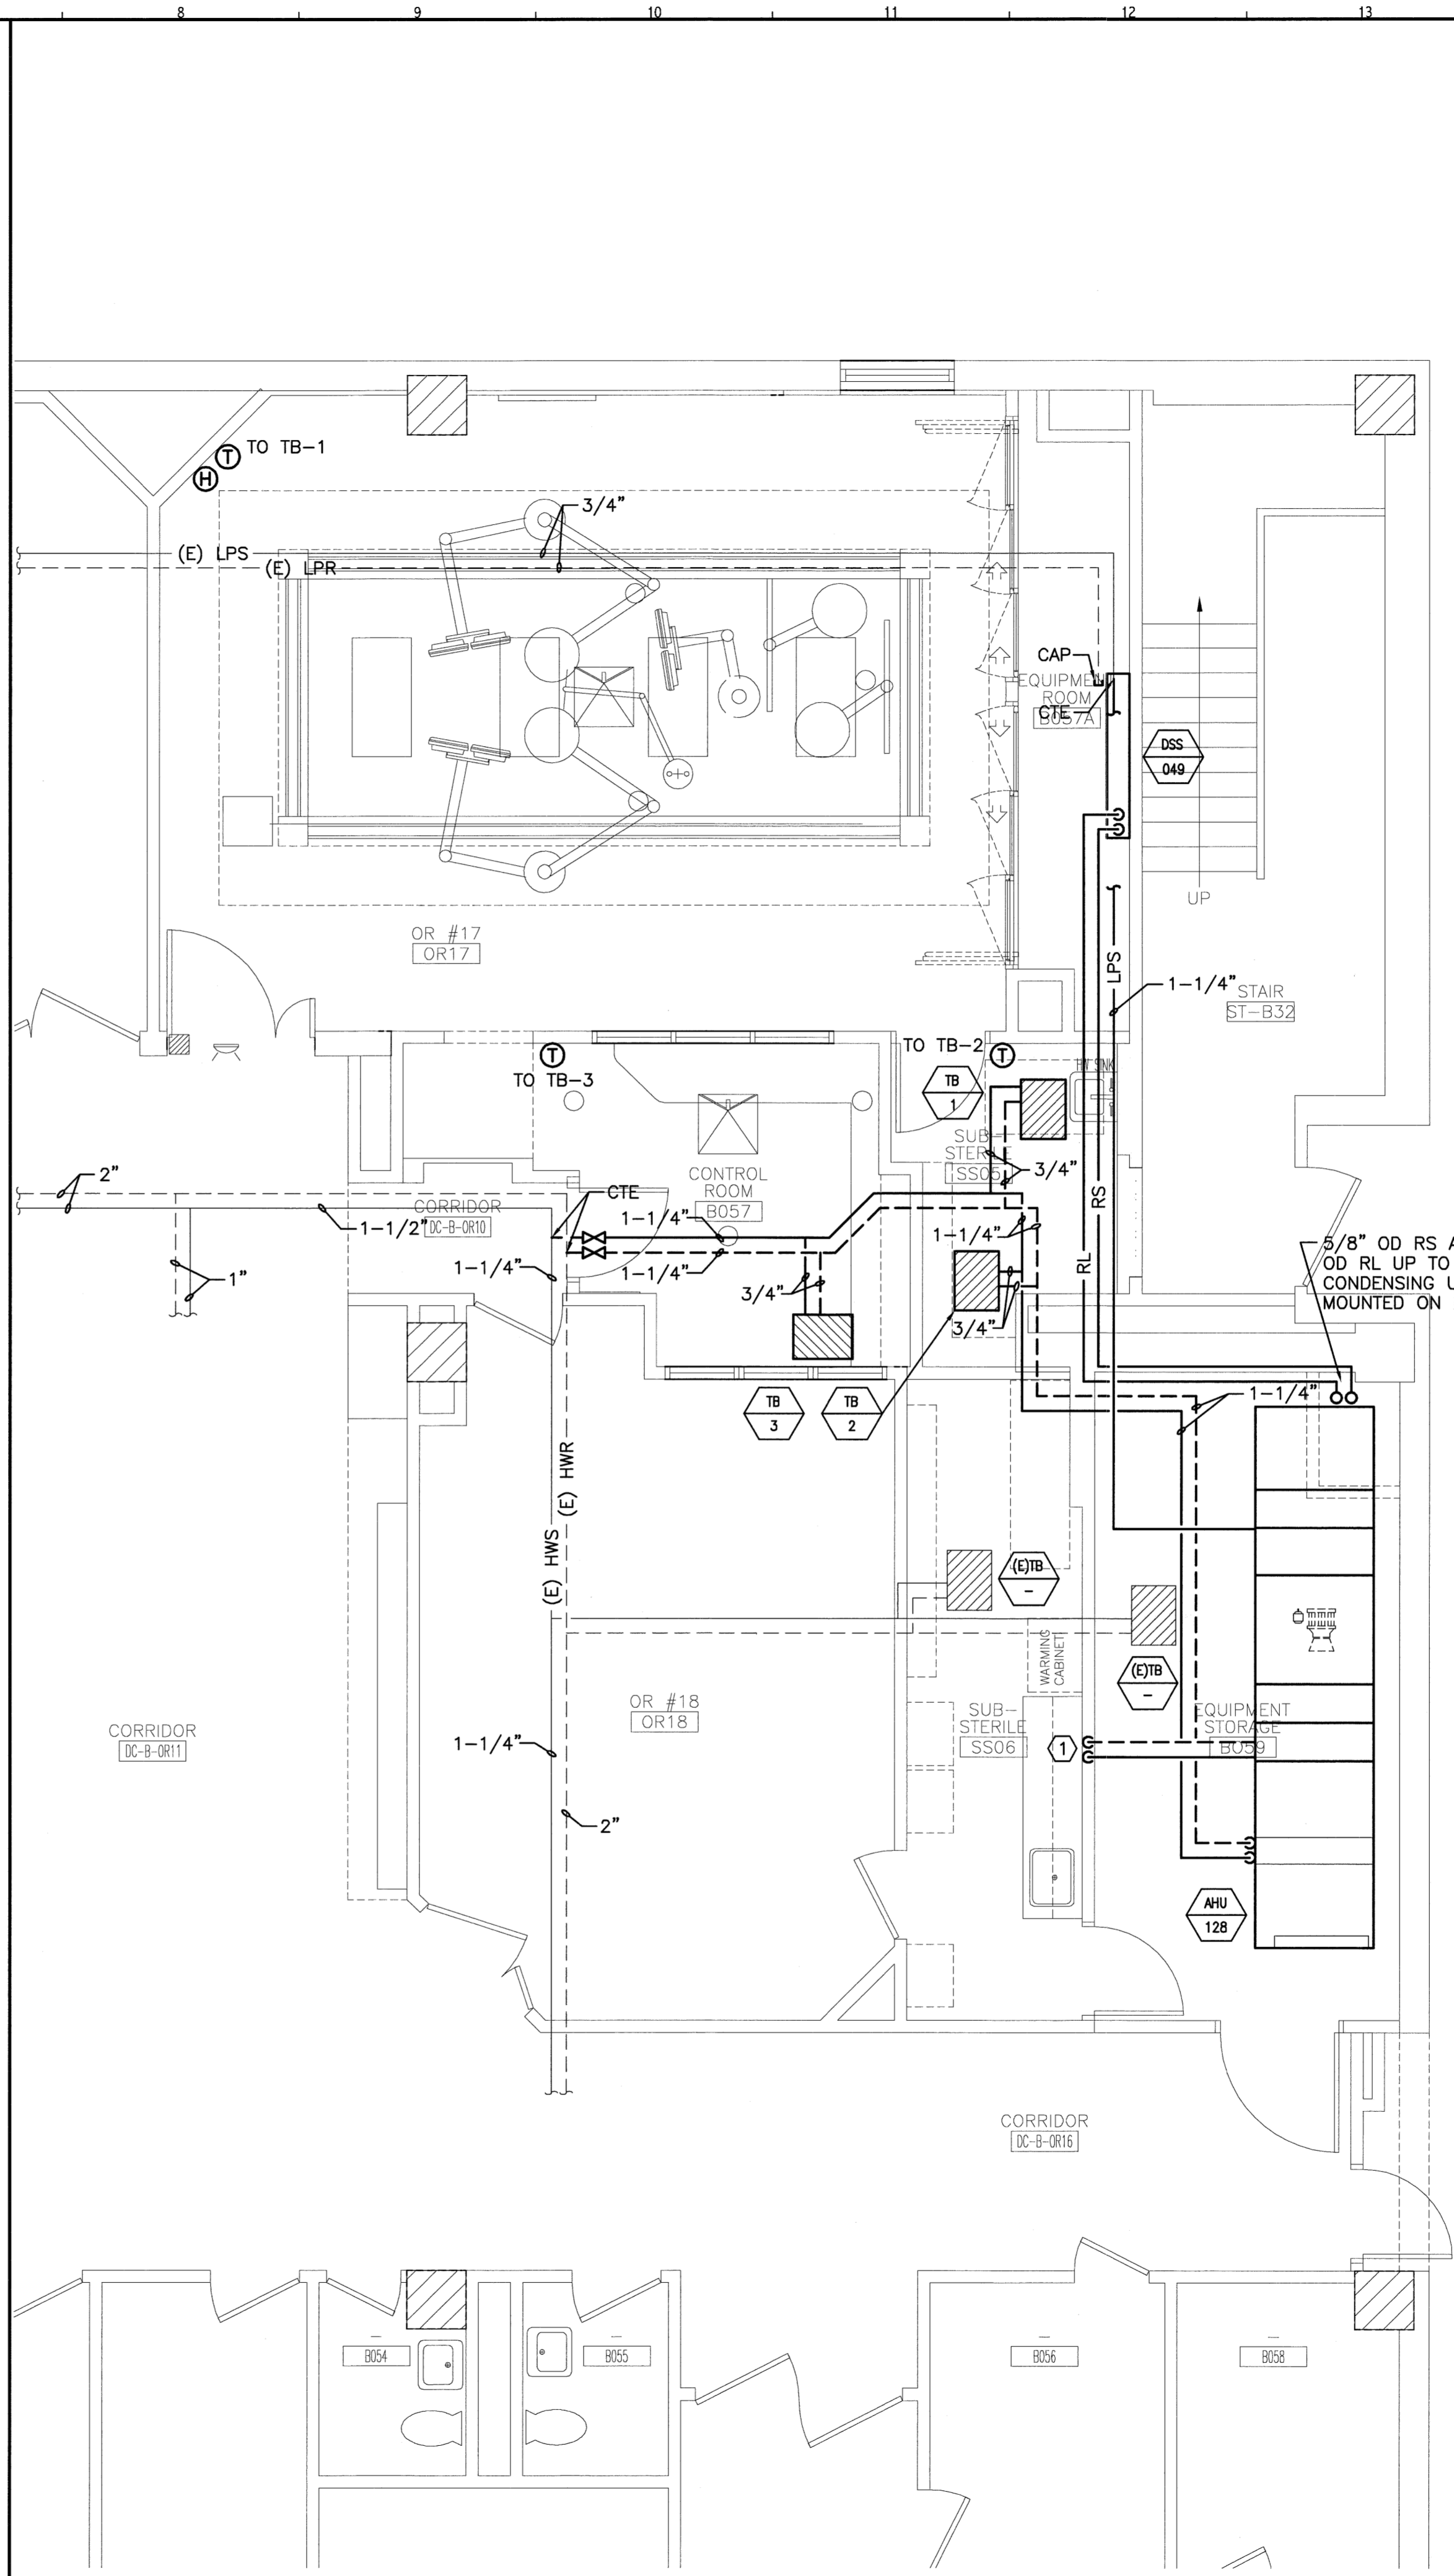 8
9
10
11
12
13
TO TB-1
T
H
3/4"
(E) LPS
(E) LPR
CAP
EQUIPMENT
ROOM
B057A
CTE
DSS
049
UP
OR #17
OR17
LPS
1-1/4"
STAIR
ST-B32
TO TB-2
T
T
TO TB-3
HW SINK
TB
1
SUB-
STERILE
SS05
3/4"
CONTROL
ROOM
B057
2"
CTE
CORRIDOR
DC-B-OR10
1-1/2"
1-1/4"
1-1/4"
1-1/4"
1-1/4"
1"
3/4"
3/4"
RS
RL
5/8" OD RS A
OD RL UP TO
CONDENSING U
MOUNTED ON
TB
3
TB
2
1-1/4"
(E) HWR
(E) HWS
(E)TB
-
WARMING
CABINET
(E)TB
-
OR #18
OR18
CORRIDOR
DC-B-OR11
1-1/4"
SUB-
STERILE
SS06
1
EQUIPMENT
STORAGE
B059
2"
AHU
128
CORRIDOR
DC-B-OR16
-
B054
-
B055
-
B056
-
B058